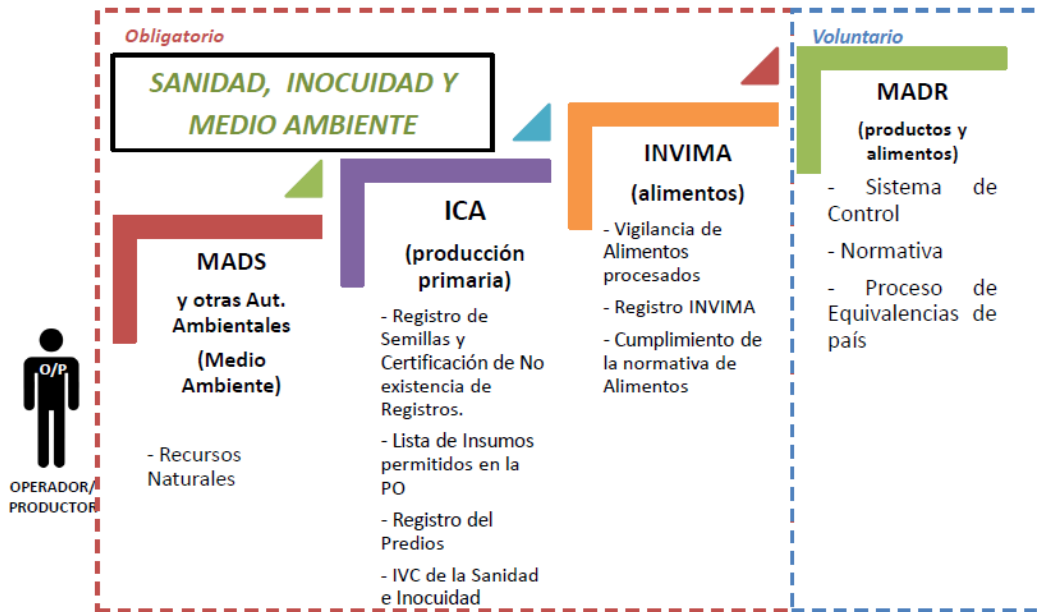 Obligatorio
SANIDAD, INOCUIDAD Y
MEDIO AMBIENTE
O/P
OPERADOR/
PRODUCTOR
MADS
y otras Aut.
Ambientales
(Medio
Ambiente)
- Recursos
Naturales
ICA
(producción
primaria)
- Registro de
Semillas y
Certificación de No
existencia de
Registros.
- Lista de Insumos
permitidos en la
PO
- Registro del
Predios
- IVC de la Sanidad
e Inocuidad
INVIMA
(alimentos)
- Vigilancia de
Alimentos
procesados
- Registro INVIMA
- Cumplimiento de
la normativa de
Alimentos
Voluntario
MADR
(productos y
alimentos)
- Sistema de
Control
- Normativa
- Proceso de
Equivalencias de
país